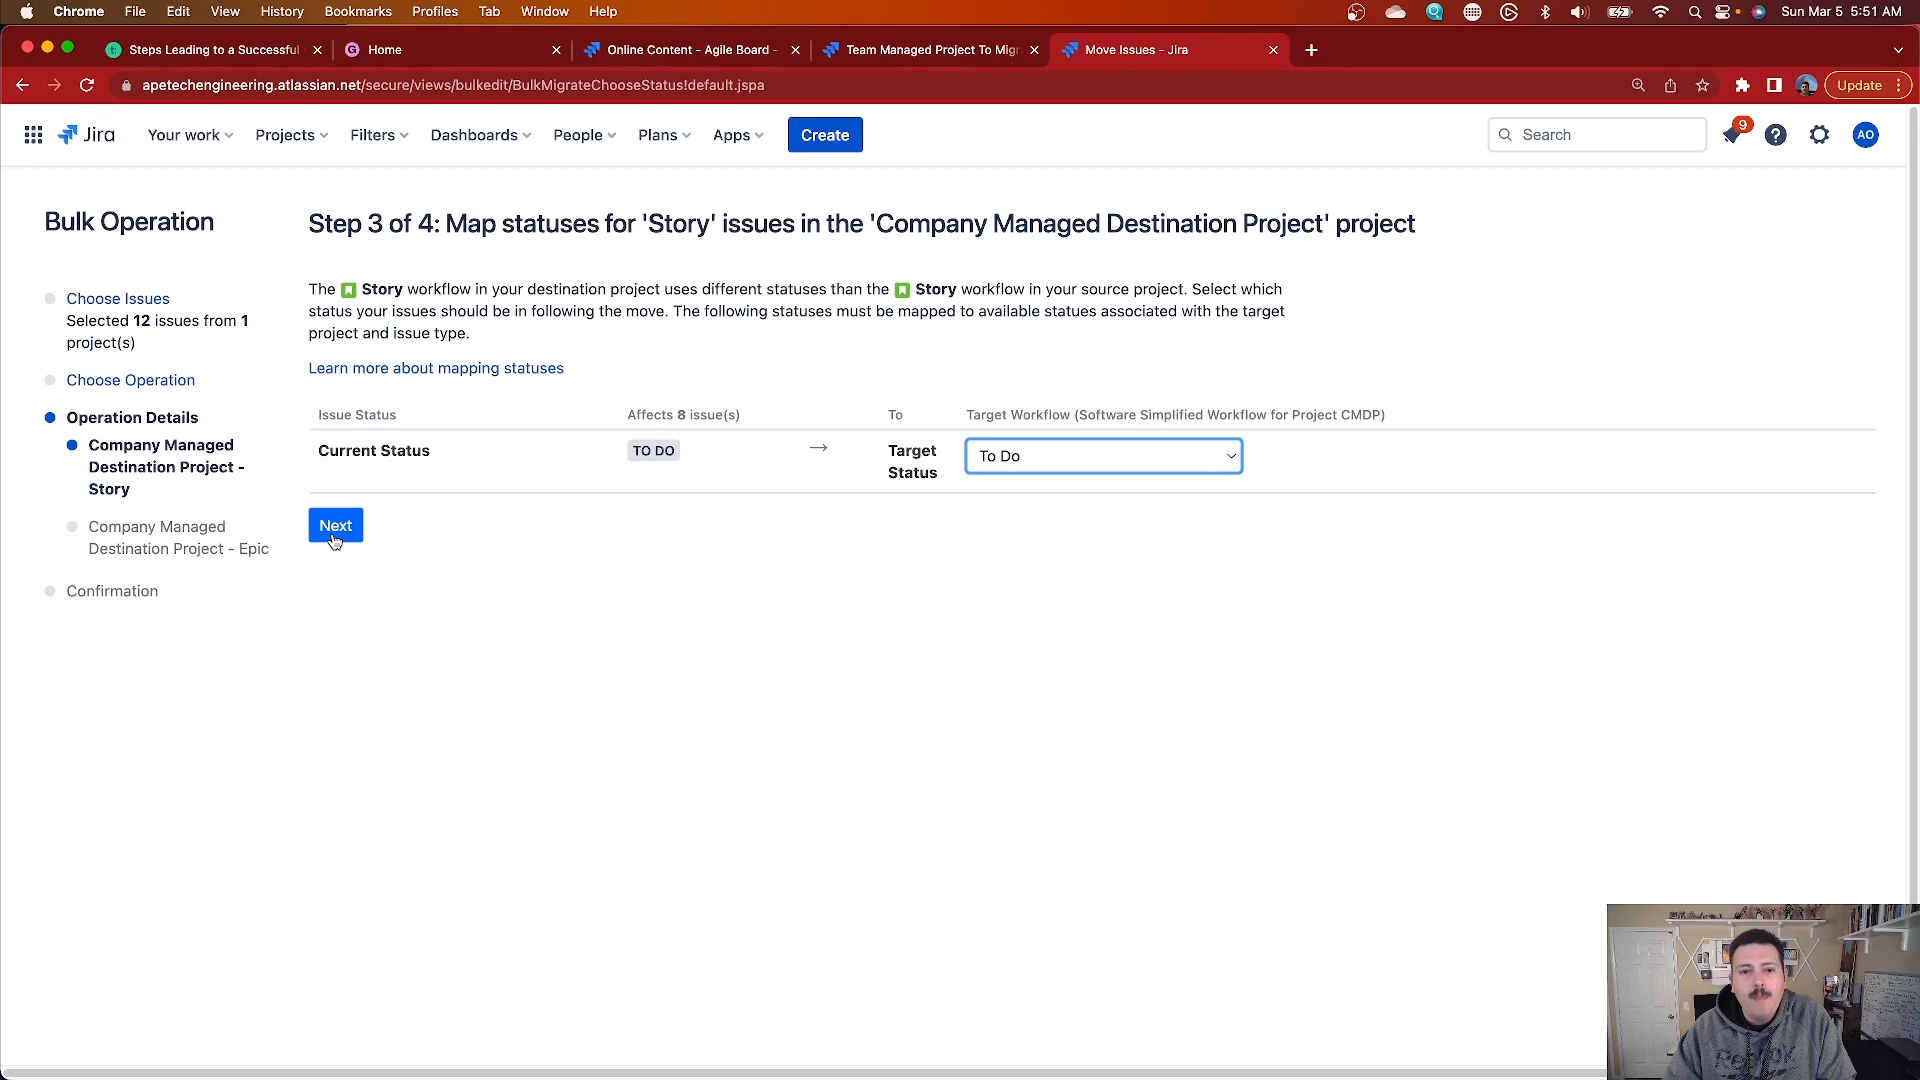 Chrome File Edit View History Bookmarks Profiles Tab Window Help
Sun Mar 5 5:51 AM
Steps Leading to a Successful
Home
Online Content - Agile Board -
Team Managed Project To Migr
Move Issues - Jira
apetechengineering.atlassian.net/secure/views/bulkedit/BulkMigrateChooseStatus!default.jspa
Update
Jira
Your work
Projects
Filters
Dashboards
People
Plans
Apps
Create
Search
9
AO
Bulk Operation
Choose Issues
Selected 12 issues from 1
project(s)
Choose Operation
Operation Details
Company Managed
Destination Project -
Story
Company Managed
Destination Project - Epic
Confirmation
Step 3 of 4: Map statuses for 'Story' issues in the 'Company Managed Destination Project' project
The Story workflow in your destination project uses different statuses than the Story workflow in your source project. Select which
status your issues should be in following the move. The following statuses must be mapped to available statues associated with the target
project and issue type.
Learn more about mapping statuses
Issue Status Affects 8 issue(s) To Target Workflow (Software Simplified Workflow for Project CMDP)
Current Status TO DO → Target
Status
To Do
Next